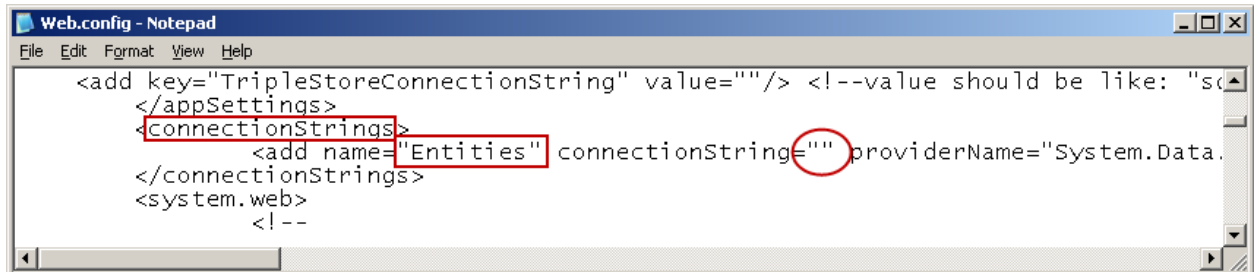 Web.config - Notepad
File Edit Format View Help
<add key="TripleStoreConnectionString" value=""/> <!--value should be like: "so
</appSettings>
<connectionStrings>
<add name="Entities" connectionString="" providerName="System.Data.
</connectionStrings>
<system.web>
<!--